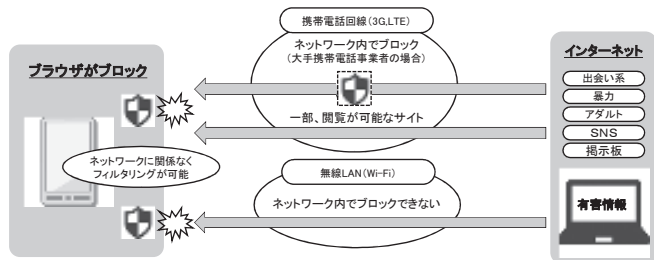 ブラウザがブロック
ネットワークに関係なく
フィルタリングが可能
携帯電話回線(3G,LTE)
ネットワーク内でブロック
(大手携帯電話事業者の場合)
一部、閲覧が可能なサイト
無線LAN(Wi-Fi)
ネットワーク内でブロックできない
インターネット
出会い系
暴力
アダルト
SNS
掲示板
有害情報